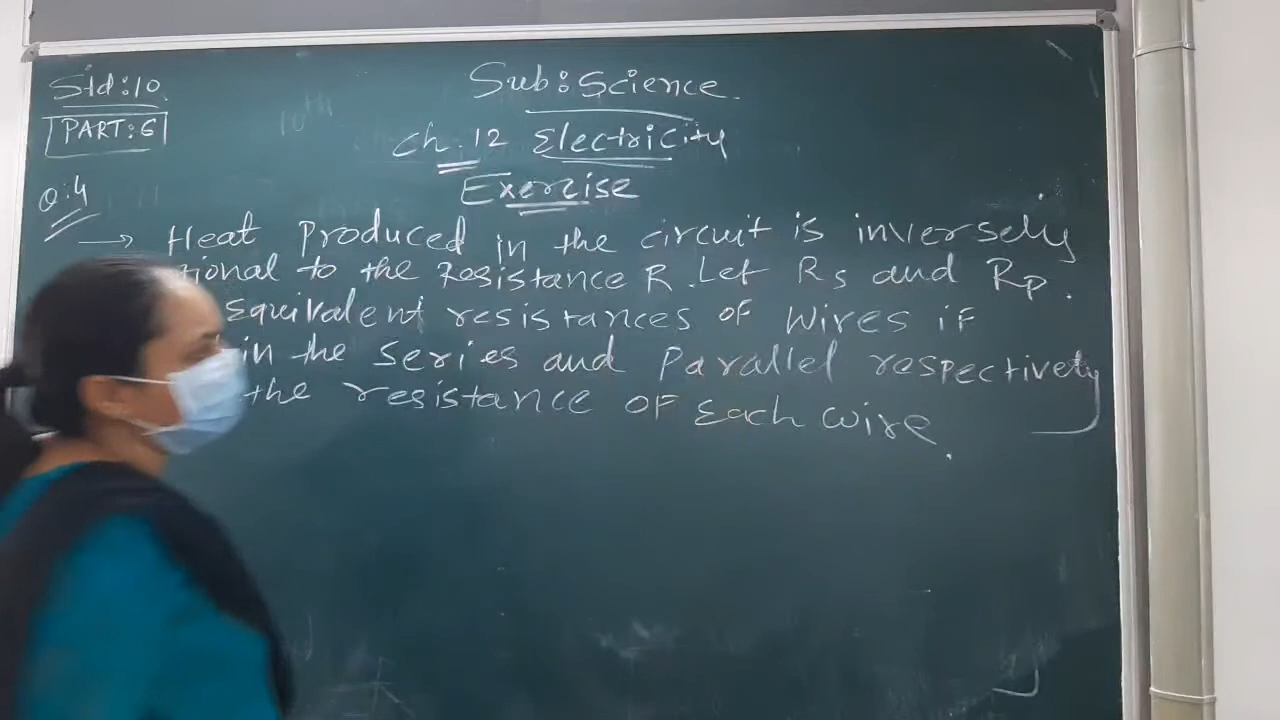 Std:10.
PART:6
10th
Sub:Science.
Ch.12 Electricity
Exercise
Q:4
→ Heat Produced in the circuit is inversely
tional to the resistance R. Let Rs and Rp.
equivalent resistances of wires if
in the series and Parallel respectively
the resistance of each wire.